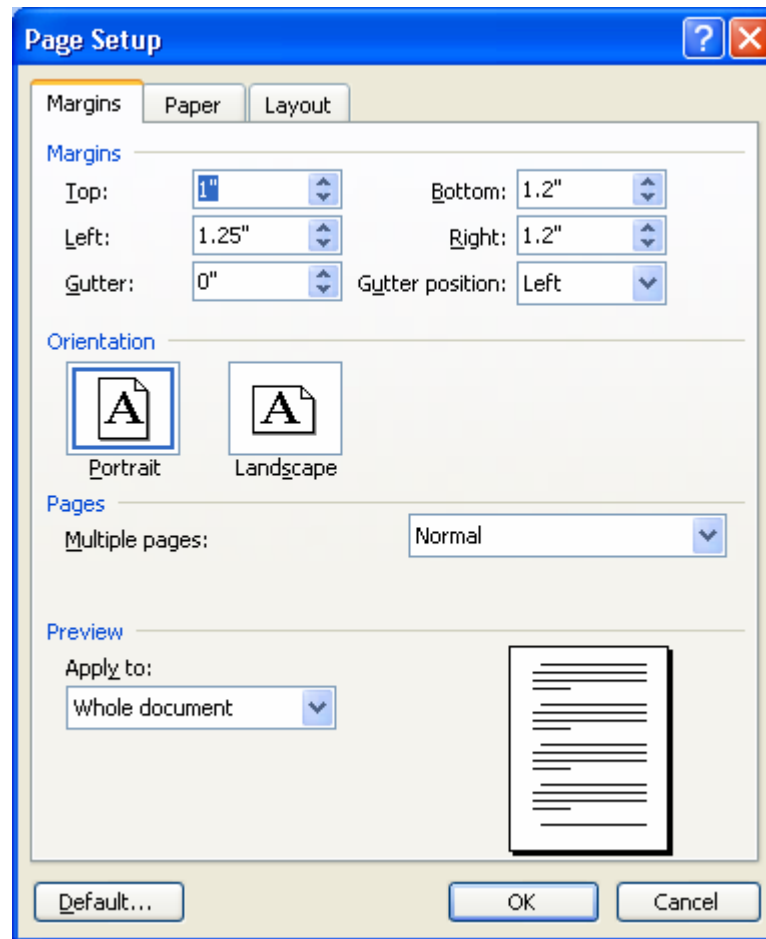 Page Setup
Margins Paper Layout
Margins
Top: 1" Bottom: 1.2"
Left: 1.25" Right: 1.2"
Gutter: 0" Gutter position: Left
Orientation
A A
Portrait Landscape
Pages
Multiple pages: Normal
Preview
Apply to:
Whole document
Default... OK Cancel